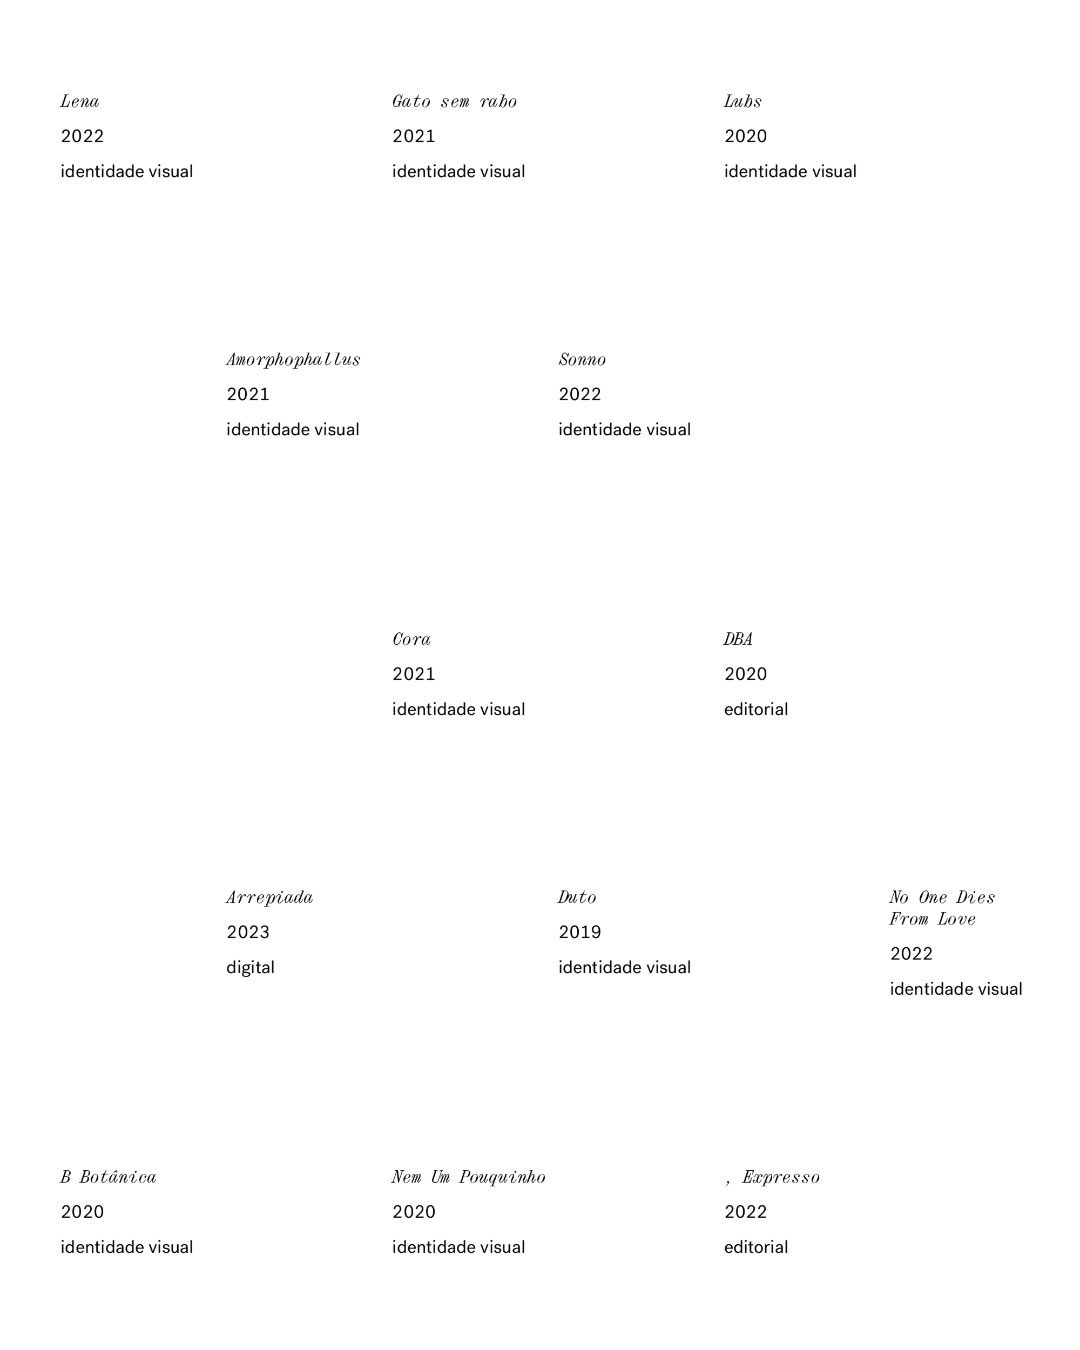 Lena
2022
identidade visual
Gato sem rabo
2021
identidade visual
Lubs
2020
identidade visual
Amorphophallus
2021
identidade visual
Sonno
2022
identidade visual
Cora
2021
identidade visual
DBA
2020
editorial
Arrepiada
2023
digital
Duto
2019
identidade visual
No One Dies
From Love
2022
identidade visual
B Botânica
2020
identidade visual
Nem Um Pouquinho
2020
identidade visual
, Expresso
2022
editorial